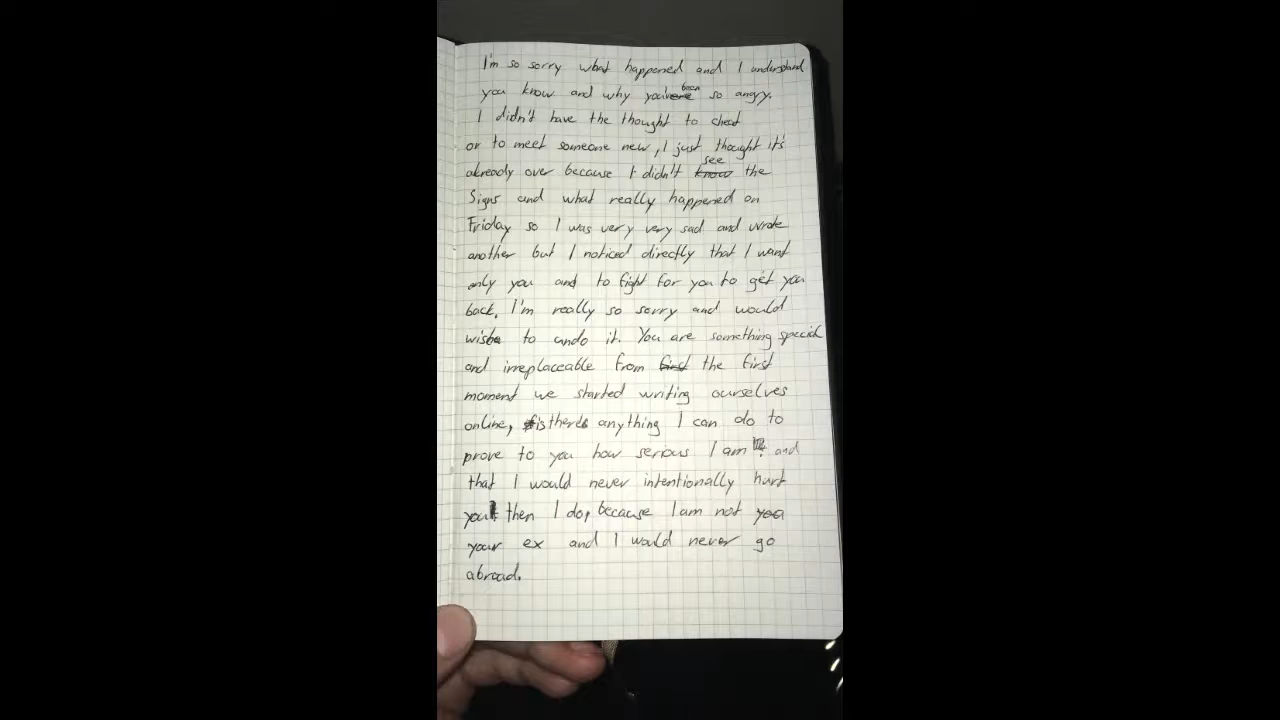 I'm so sorry what happened and I understand
you know and why you've been so angry.
I didn't have the thought to cheat
or to meet someone new, I just thought it's
already over because I didn't see the
Signs and what really happened on
Friday so I was very very sad and wrote
another but I noticed directly that I want
only you and to fight for you to get you
back. I'm really so sorry and would
wish to undo it. You are something special
and irreplaceable from the first
moment we started writing ourselves
online, is there anything I can do to
prove to you how serious I am and
that I would never intentionally hurt
you then I do, because I am not
your ex and I would never go
abroad.